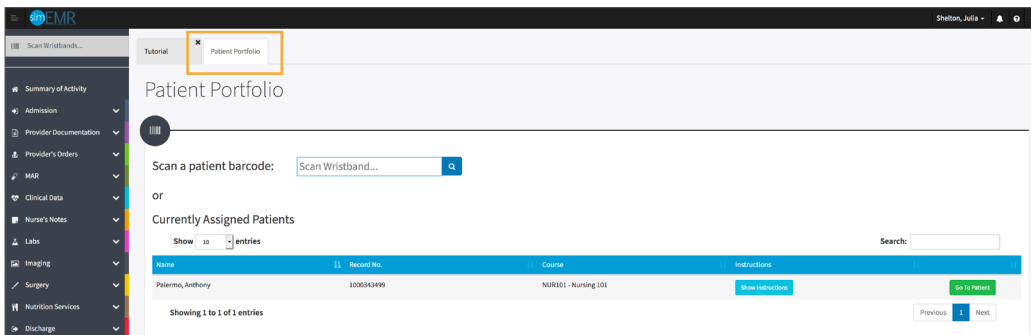 simEMR
Shelton, Julia
Scan Wristbands...
Tutorial
Patient Portfolio
Summary of Activity
Admission
Provider Documentation
Provider's Orders
MAR
Clinical Data
Nurse's Notes
Labs
Imaging
Surgery
Nutrition Services
Discharge
Patient Portfolio
Scan a patient barcode: Scan Wristband...
or
Currently Assigned Patients
Show 10 entries Search:
Name Record No. Course Instructions
Palermo, Anthony 1000343499 NUR101 - Nursing 101 Show Instructions Go To Patient
Showing 1 to 1 of 1 entries Previous 1 Next